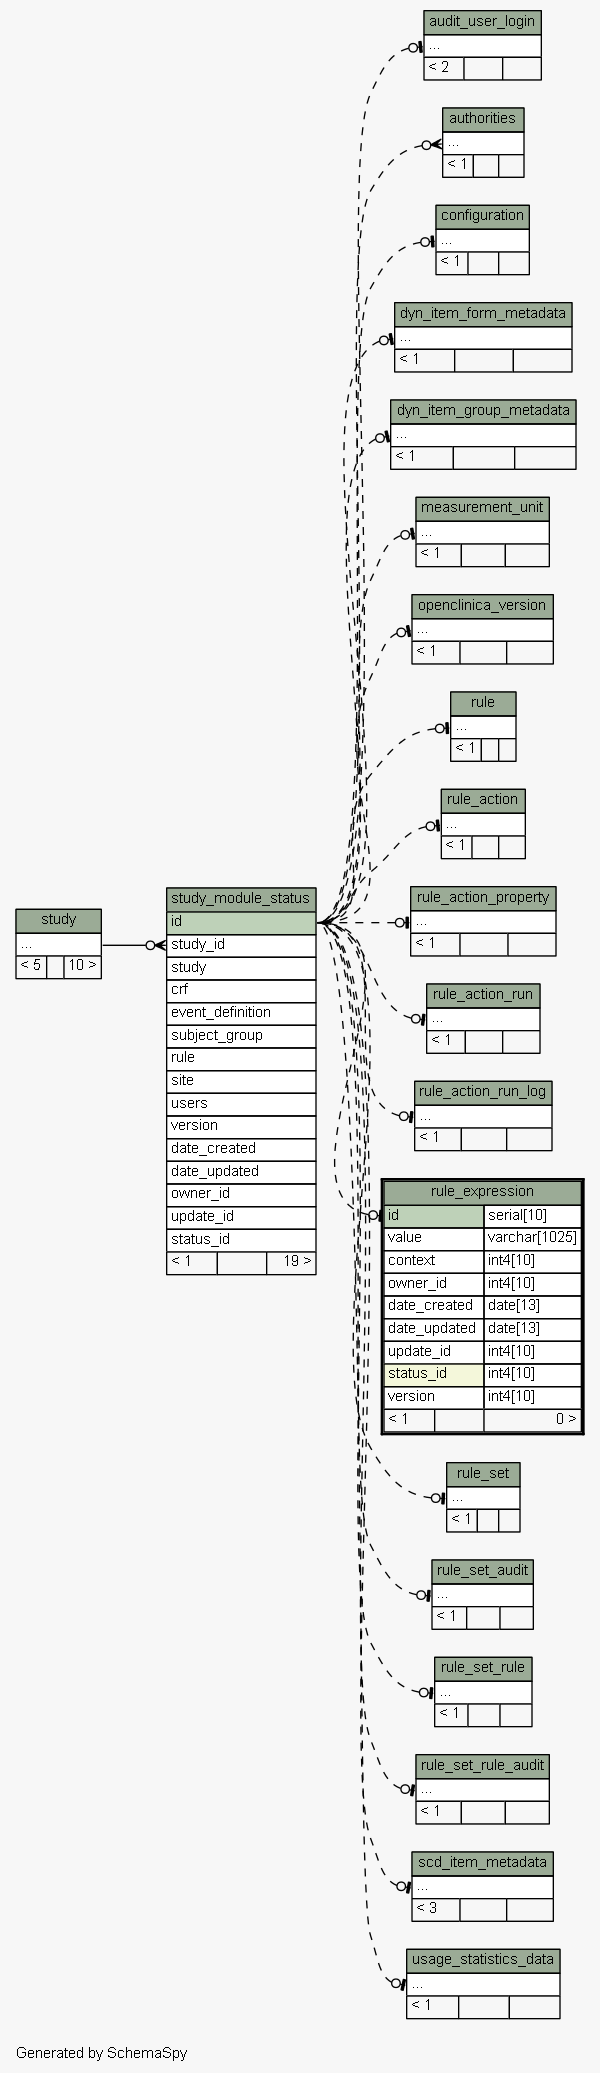 audit_user_login
...
< 2
authorities
...
< 1
configuration
...
< 1
dyn_item_form_metadata
...
< 1
dyn_item_group_metadata
...
< 1
measurement_unit
...
< 1
openclinica_version
...
< 1
rule
...
< 1
rule_action
...
< 1
study
...
< 5 10 >
study_module_status
id
study_id
study
crf
event_definition
subject_group
rule
site
users
version
date_created
date_updated
owner_id
update_id
status_id
< 1 19 >
rule_action_property
...
< 1
rule_action_run
...
< 1
rule_action_run_log
...
< 1
rule_expression
id serial[10]
value varchar[1025]
context int4[10]
owner_id int4[10]
date_created date[13]
date_updated date[13]
update_id int4[10]
status_id int4[10]
version int4[10]
< 1 0 >
rule_set
...
< 1
rule_set_audit
...
< 1
rule_set_rule
...
< 1
rule_set_rule_audit
...
< 1
scd_item_metadata
...
< 3
usage_statistics_data
...
< 1
Generated by SchemaSpy